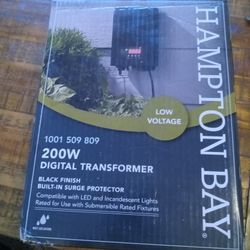 HAMPTON BAY
LOW
VOLTAGE
1001 509 809
200W
DIGITAL TRANSFORMER
BLACK FINISH
BUILT-IN SURGE PROTECTOR
Compatible with LED and Incandescent Lights
Rated for Use with Submersible Rated Fixtures